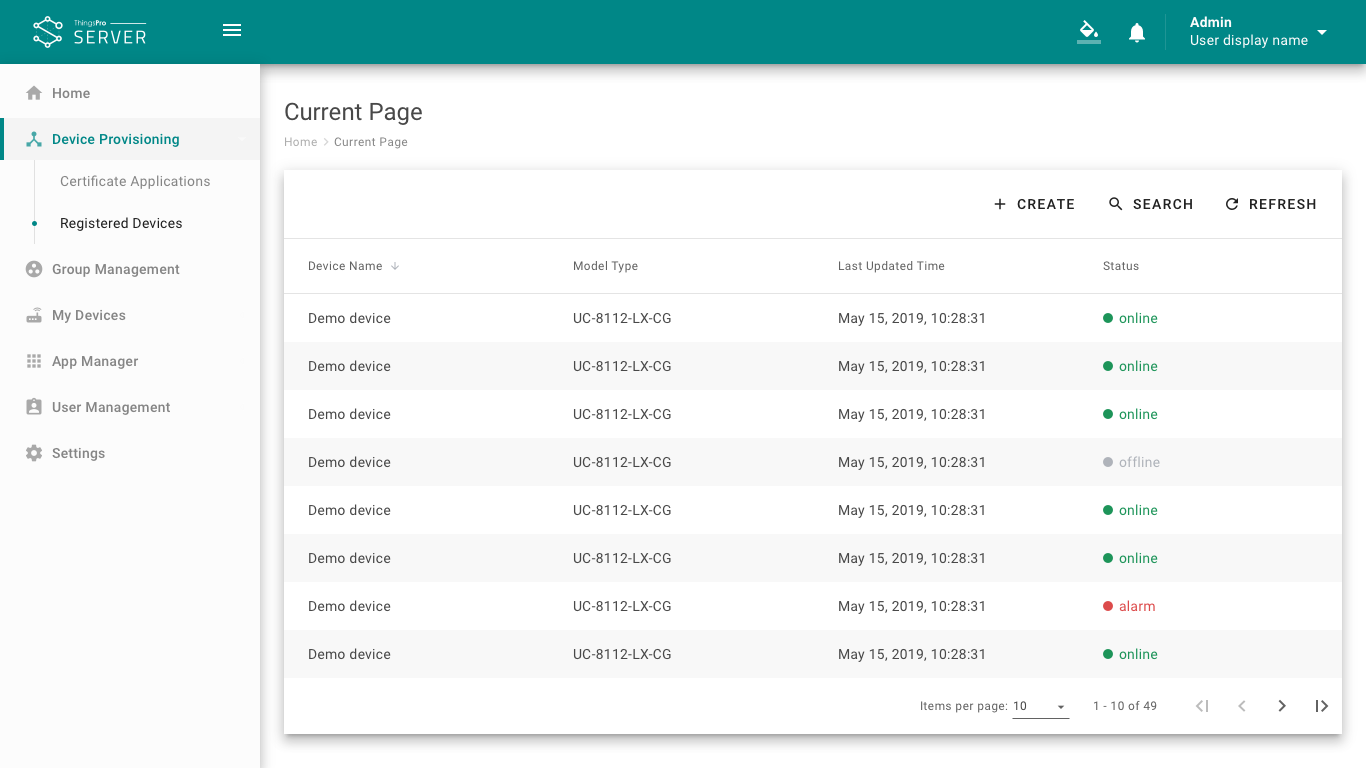 ThingsPro
SERVER
Admin
User display name
Home
Device Provisioning
Certificate Applications
Registered Devices
Group Management
My Devices
App Manager
User Management
Settings
Current Page
Home Current Page
CREATE SEARCH REFRESH
Device Name Model Type Last Updated Time Status
Demo device UC-8112-LX-CG May 15, 2019, 10:28:31 online
Demo device UC-8112-LX-CG May 15, 2019, 10:28:31 online
Demo device UC-8112-LX-CG May 15, 2019, 10:28:31 online
Demo device UC-8112-LX-CG May 15, 2019, 10:28:31 offline
Demo device UC-8112-LX-CG May 15, 2019, 10:28:31 online
Demo device UC-8112-LX-CG May 15, 2019, 10:28:31 online
Demo device UC-8112-LX-CG May 15, 2019, 10:28:31 alarm
Demo device UC-8112-LX-CG May 15, 2019, 10:28:31 online
Items per page: 10 1 - 10 of 49